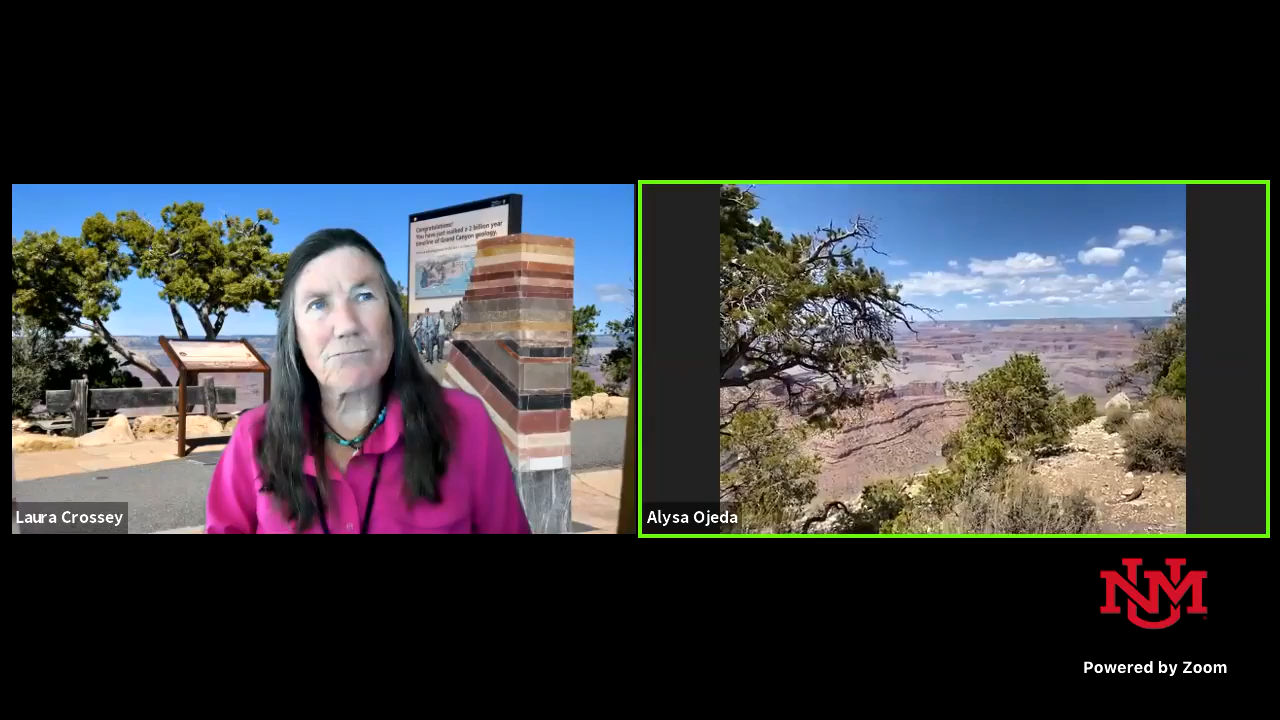 Congratulations!
You have just walked a 2 billion year
timeline of Grand Canyon geology.
Laura Crossey
Alysa Ojeda
UNM
Powered by Zoom